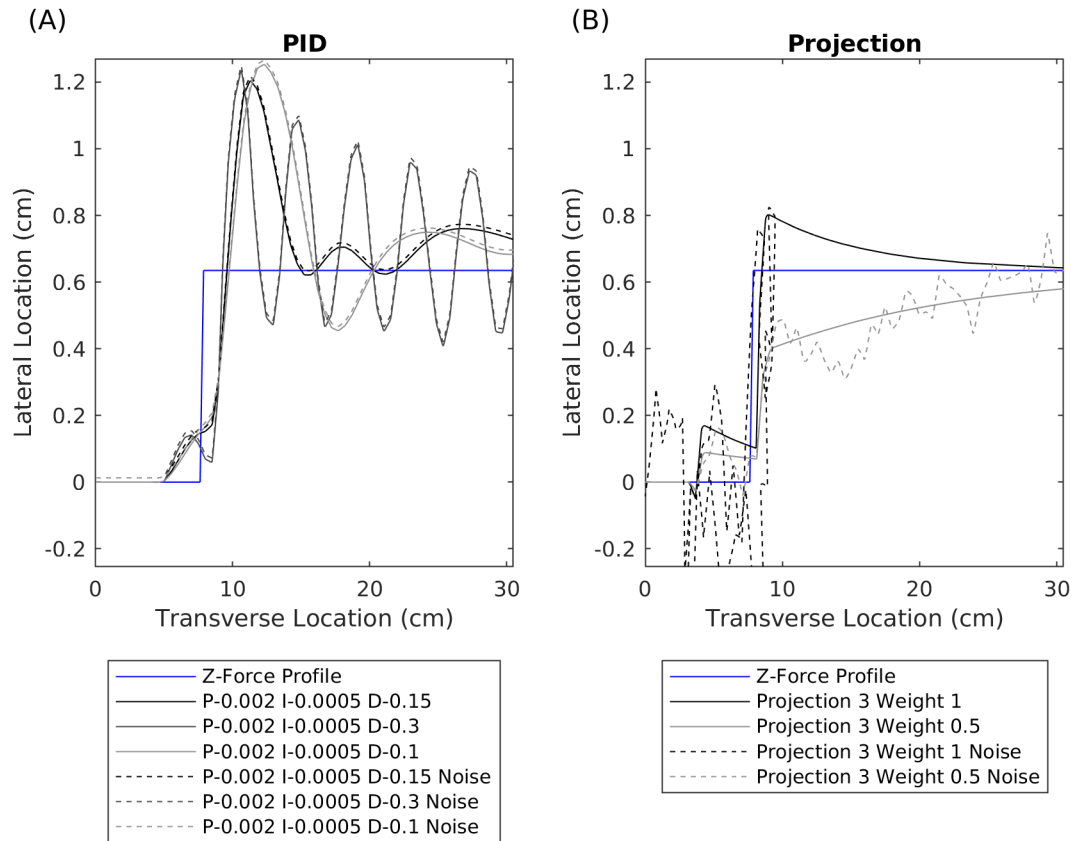 (A)
PID
1.2
1
0.8
0.6
0.4
0.2
0
-0.2
Lateral Location (cm)
0 10 20 30
Transverse Location (cm)
Z-Force Profile
P-0.002 I-0.0005 D-0.15
P-0.002 I-0.0005 D-0.3
P-0.002 I-0.0005 D-0.1
P-0.002 I-0.0005 D-0.15 Noise
P-0.002 I-0.0005 D-0.3 Noise
P-0.002 I-0.0005 D-0.1 Noise
(B)
Projection
1.2
1
0.8
0.6
0.4
0.2
0
-0.2
Lateral Location (cm)
0 10 20 30
Transverse Location (cm)
Z-Force Profile
Projection 3 Weight 1
Projection 3 Weight 0.5
Projection 3 Weight 1 Noise
Projection 3 Weight 0.5 Noise